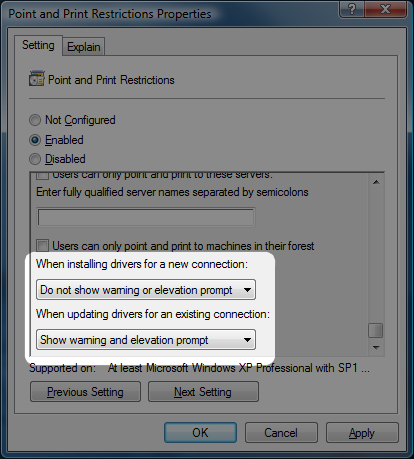 Point and Print Restrictions Properties
Setting
Explain
Point and Print Restrictions
Not Configured
Enabled
Disabled
Users can only point and print to these servers:
Enter fully qualified server names separated by semicolons
Users can only point and print to machines in their forest
When installing drivers for a new connection:
Do not show warning or elevation prompt
When updating drivers for an existing connection:
Show warning and elevation prompt
Supported on: At least Microsoft Windows XP Professional with SP1 ...
Previous Setting
Next Setting
OK
Cancel
Apply